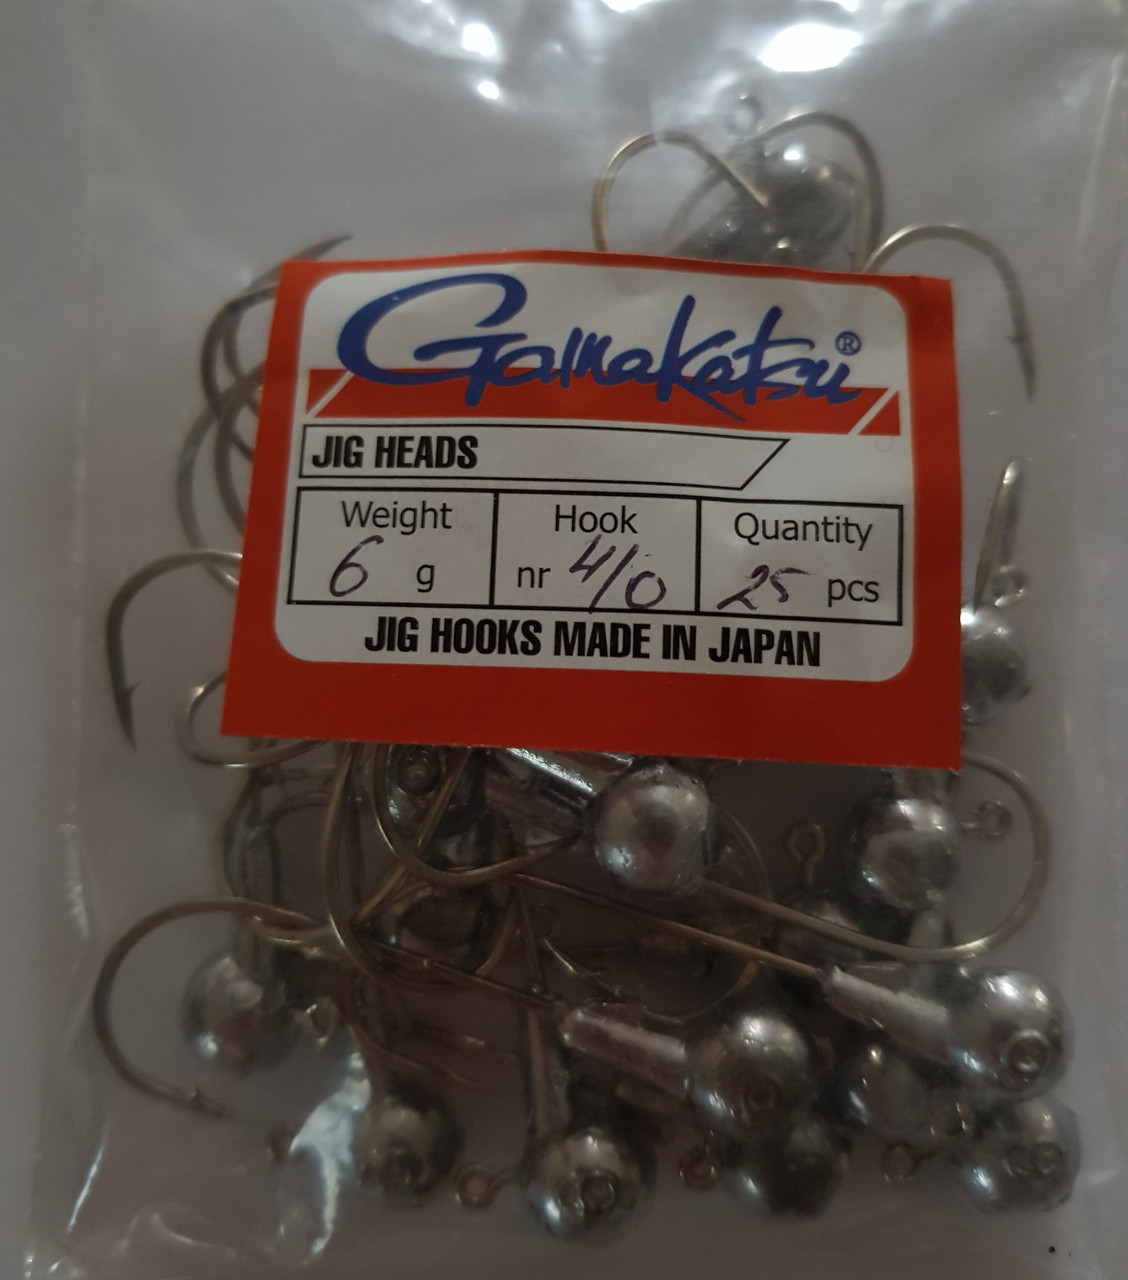 Gamakatsu®
JIG HEADS
Weight Hook Quantity
6 g nr 4/0 25 pcs
JIG HOOKS MADE IN JAPAN